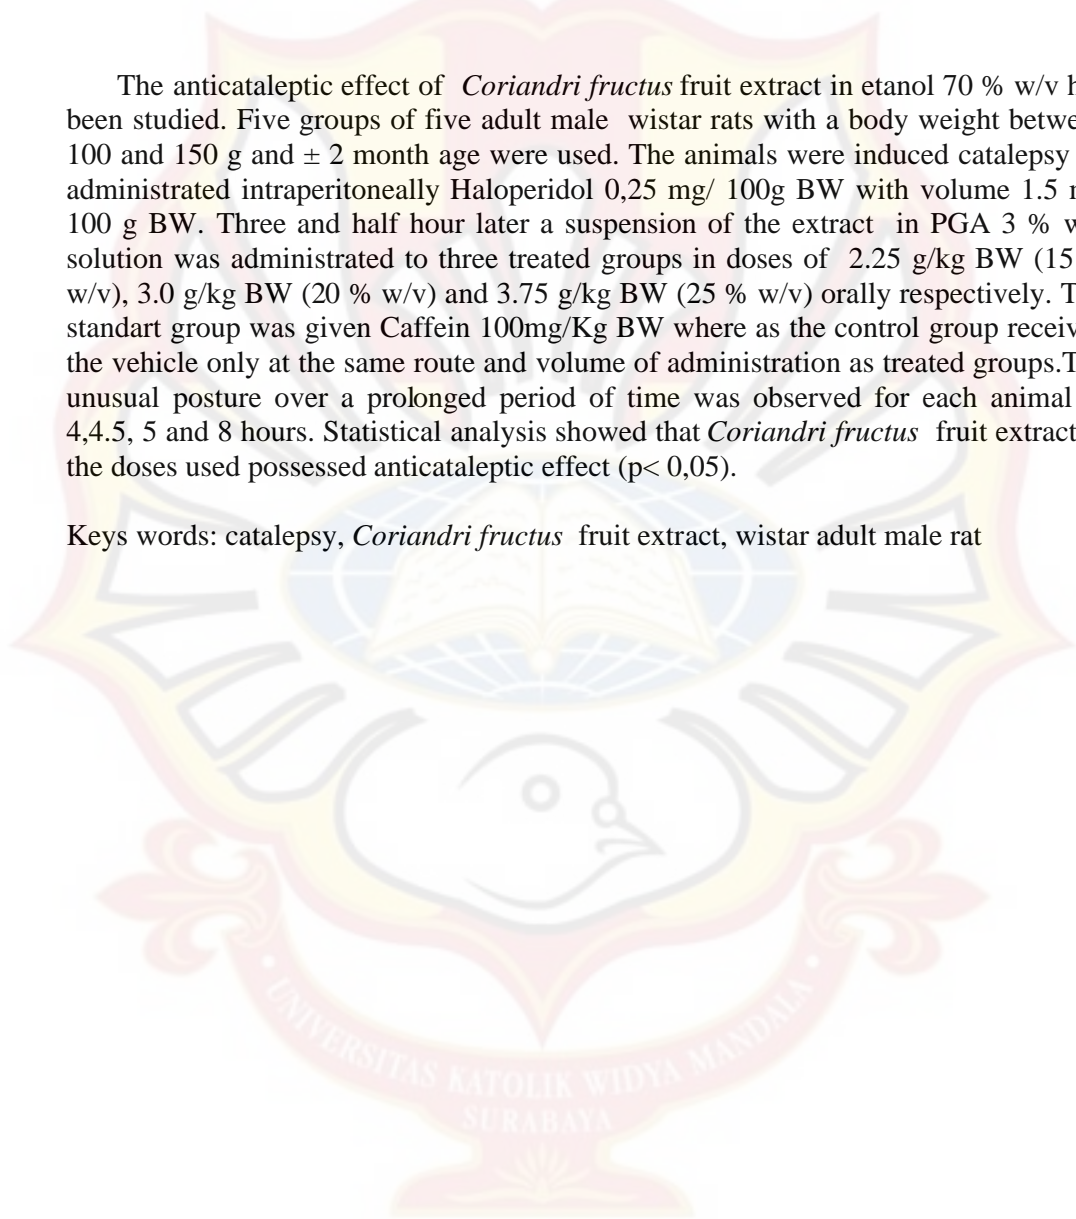 The anticataleptic effect of Coriandri fructus fruit extract in etanol 70 % w/v
been studied. Five groups of five adult male wistar rats with a body weight
100 and 150 g and ± 2 month age were used. The animals were induced catalepsy
administrated intraperitoneally Haloperidol 0,25 mg/ 100g BW with volume 1.5
100 g BW. Three and half hour later a suspension of the extract in PGA 3 %
solution was administrated to three treated groups in doses of 2.25 g/kg BW (15
w/v), 3.0 g/kg BW (20 % w/v) and 3.75 g/kg BW (25 % w/v) orally respectively.
standart group was given Caffein 100mg/Kg BW where as the control group
the vehicle only at the same route and volume of administration as treated groups.
unusual posture over a prolonged period of time was observed for each animal
4,4.5, 5 and 8 hours. Statistical analysis showed that Coriandri fructus fruit extract
the doses used possessed anticataleptic effect (p< 0,05).
Keys words: catalepsy, Coriandri fructus fruit extract, wistar adult male rat
UNIVERSITAS KATOLIK WIDYA MANDALA
SURABAYA